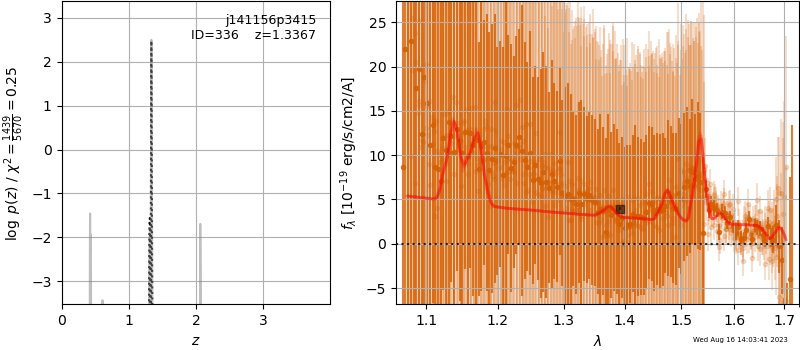 j141156p3415
ID=336 z=1.3367
log p(z) / χ² = 1439/5670 = 0.25
3
2
1
0
−1
−2
−3
0 1 2 3
z
fλ [10⁻¹⁹ erg/s/cm2/A]
25
20
15
10
5
0
−5
1.1 1.2 1.3 1.4 1.5 1.6 1.7
λ
Wed Aug 16 14:03:41 2023